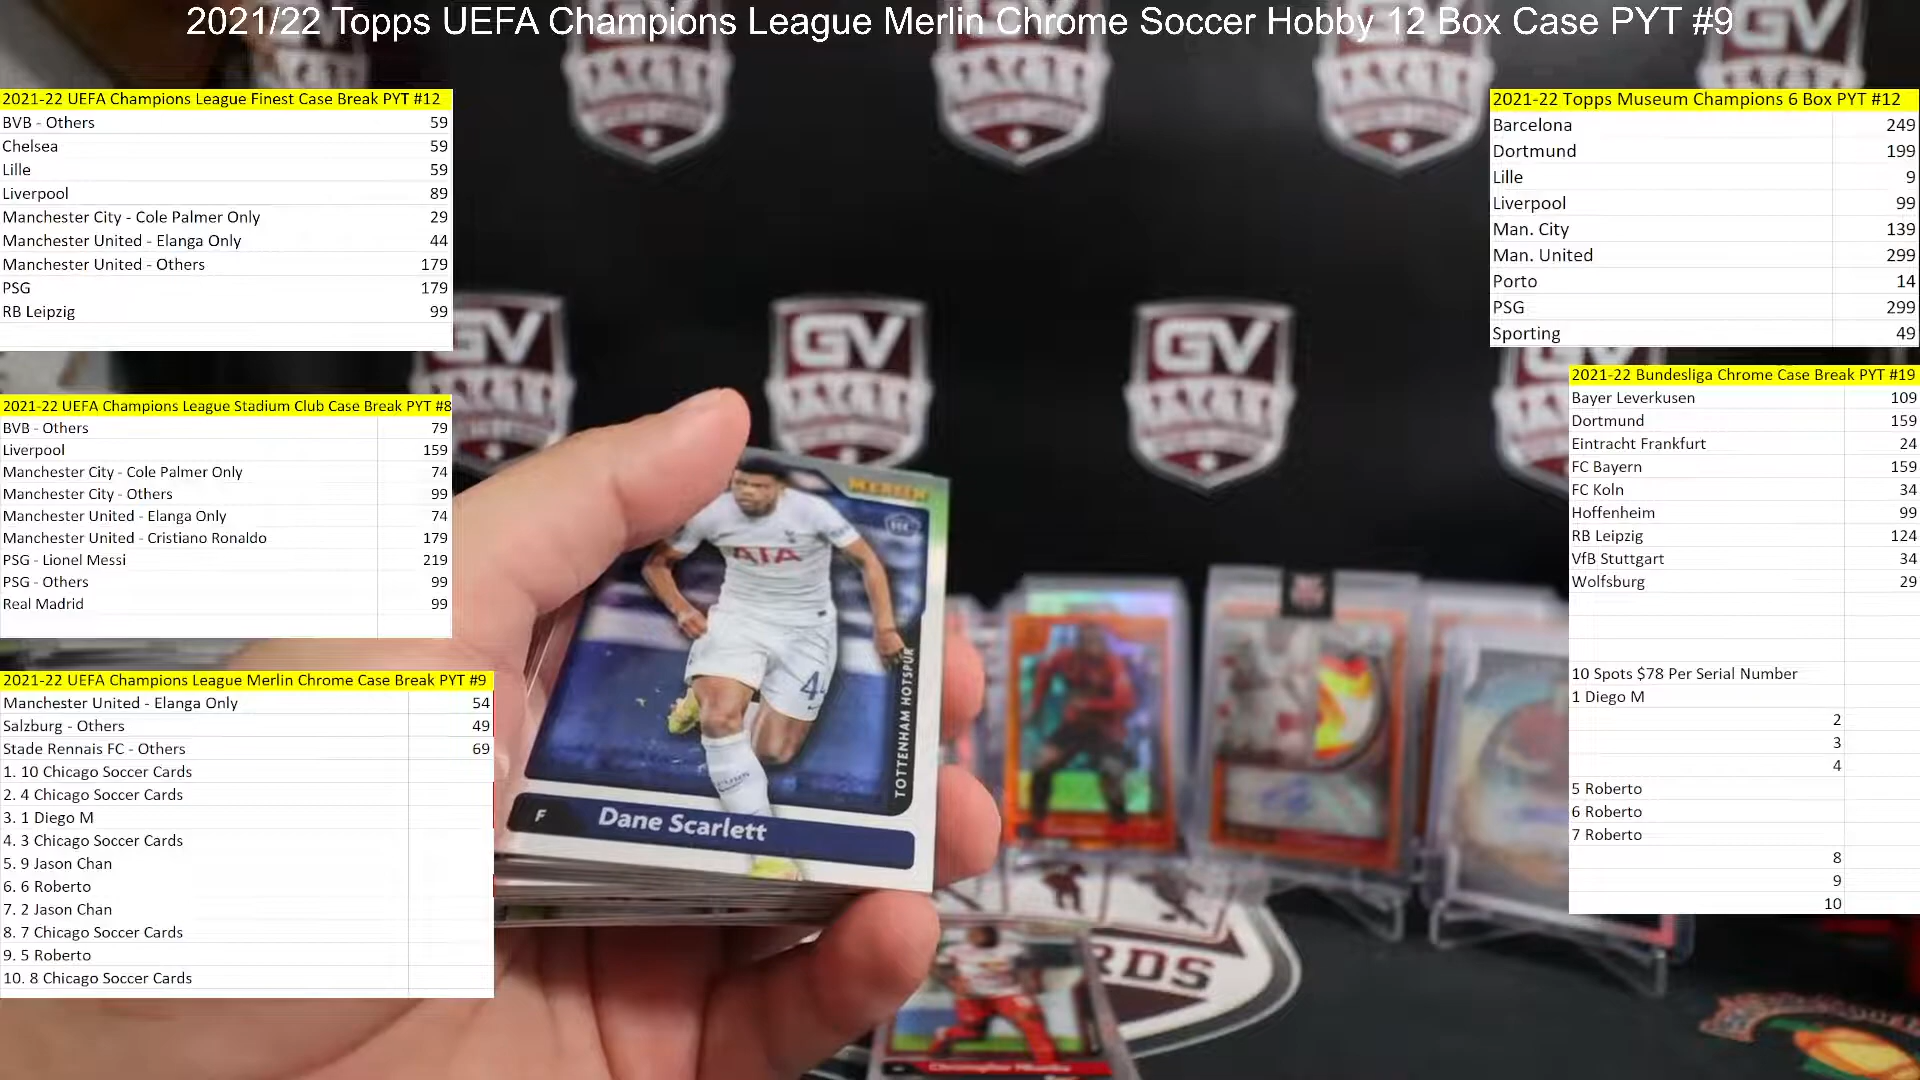 2021/22 Topps UEFA Champions League Merlin Chrome Soccer Hobby 12 Box Case PYT #9
2021-22 UEFA Champions League Finest Case Break PYT #12
BVB - Others 59
Chelsea 59
Lille 59
Liverpool 89
Manchester City - Cole Palmer Only 29
Manchester United - Elanga Only 44
Manchester United - Others 179
PSG 179
RB Leipzig 99
2021-22 UEFA Champions League Stadium Club Case Break PYT #8
BVB - Others 79
Liverpool 159
Manchester City - Cole Palmer Only 74
Manchester City - Others 99
Manchester United - Elanga Only 74
Manchester United - Cristiano Ronaldo 179
PSG - Lionel Messi 219
PSG - Others 99
Real Madrid 99
2021-22 UEFA Champions League Merlin Chrome Case Break PYT #9
Manchester United - Elanga Only 54
Salzburg - Others 49
Stade Rennais FC - Others 69
1. 10 Chicago Soccer Cards
2. 4 Chicago Soccer Cards
3. 1 Diego M
4. 3 Chicago Soccer Cards
5. 9 Jason Chan
6. 6 Roberto
7. 2 Jason Chan
8. 7 Chicago Soccer Cards
9. 5 Roberto
10. 8 Chicago Soccer Cards
2021-22 Topps Museum Champions 6 Box PYT #12
Barcelona 249
Dortmund 199
Lille 9
Liverpool 99
Man. City 139
Man. United 299
Porto 14
PSG 299
Sporting 49
2021-22 Bundesliga Chrome Case Break PYT #19
Bayer Leverkusen 109
Dortmund 159
Eintracht Frankfurt 24
FC Bayern 159
FC Koln 34
Hoffenheim 99
RB Leipzig 124
VfB Stuttgart 34
Wolfsburg 29
10 Spots $78 Per Serial Number
1 Diego M
2
3
4
5 Roberto
6 Roberto
7 Roberto
8
9
10
MERLIN
AIA
44
TOTTENHAM HOTSPUR
F Dane Scarlett
GV
GV
GV
GV
RDS